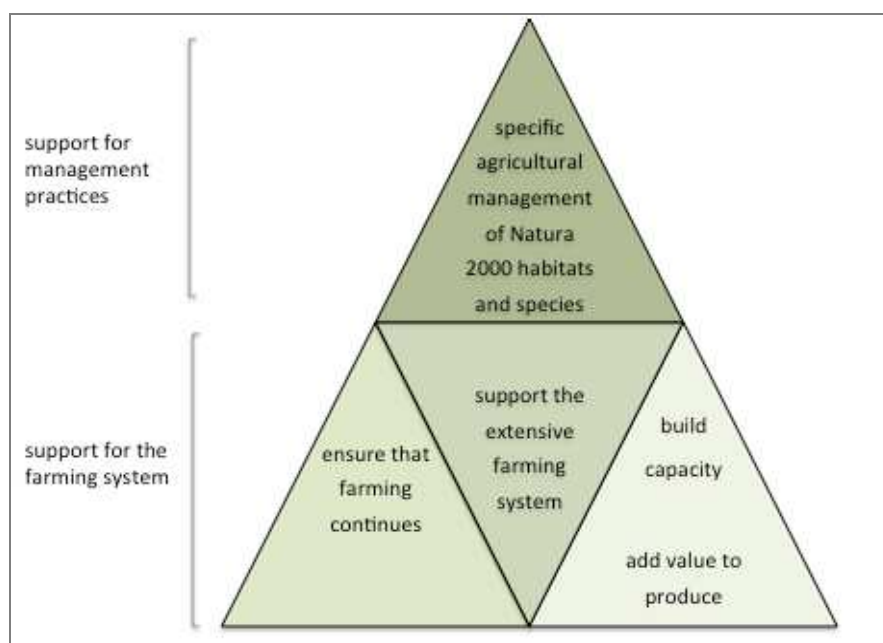 support for
management
practices
specific
agricultural
management
of Natura
2000 habitats
and species
support for the
farming system
ensure that
farming
continues
support the
extensive
farming
system
build
capacity
add value to
produce